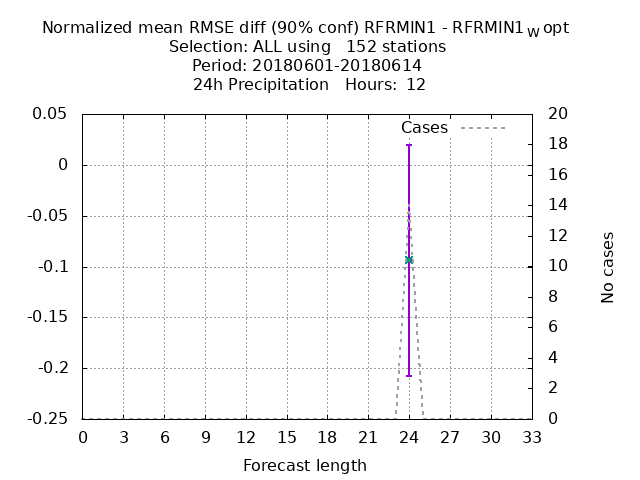 Normalized mean RMSE diff (90% conf) RFRMIN1 - RFRMIN1W opt
Selection: ALL using 152 stations
Period: 20180601-20180614
24h Precipitation Hours: 12
Cases
0.05
0
-0.05
-0.1
-0.15
-0.2
-0.25
20
18
16
14
12
10
8
6
4
2
0
No cases
0 3 6 9 12 15 18 21 24 27 30 33
Forecast length